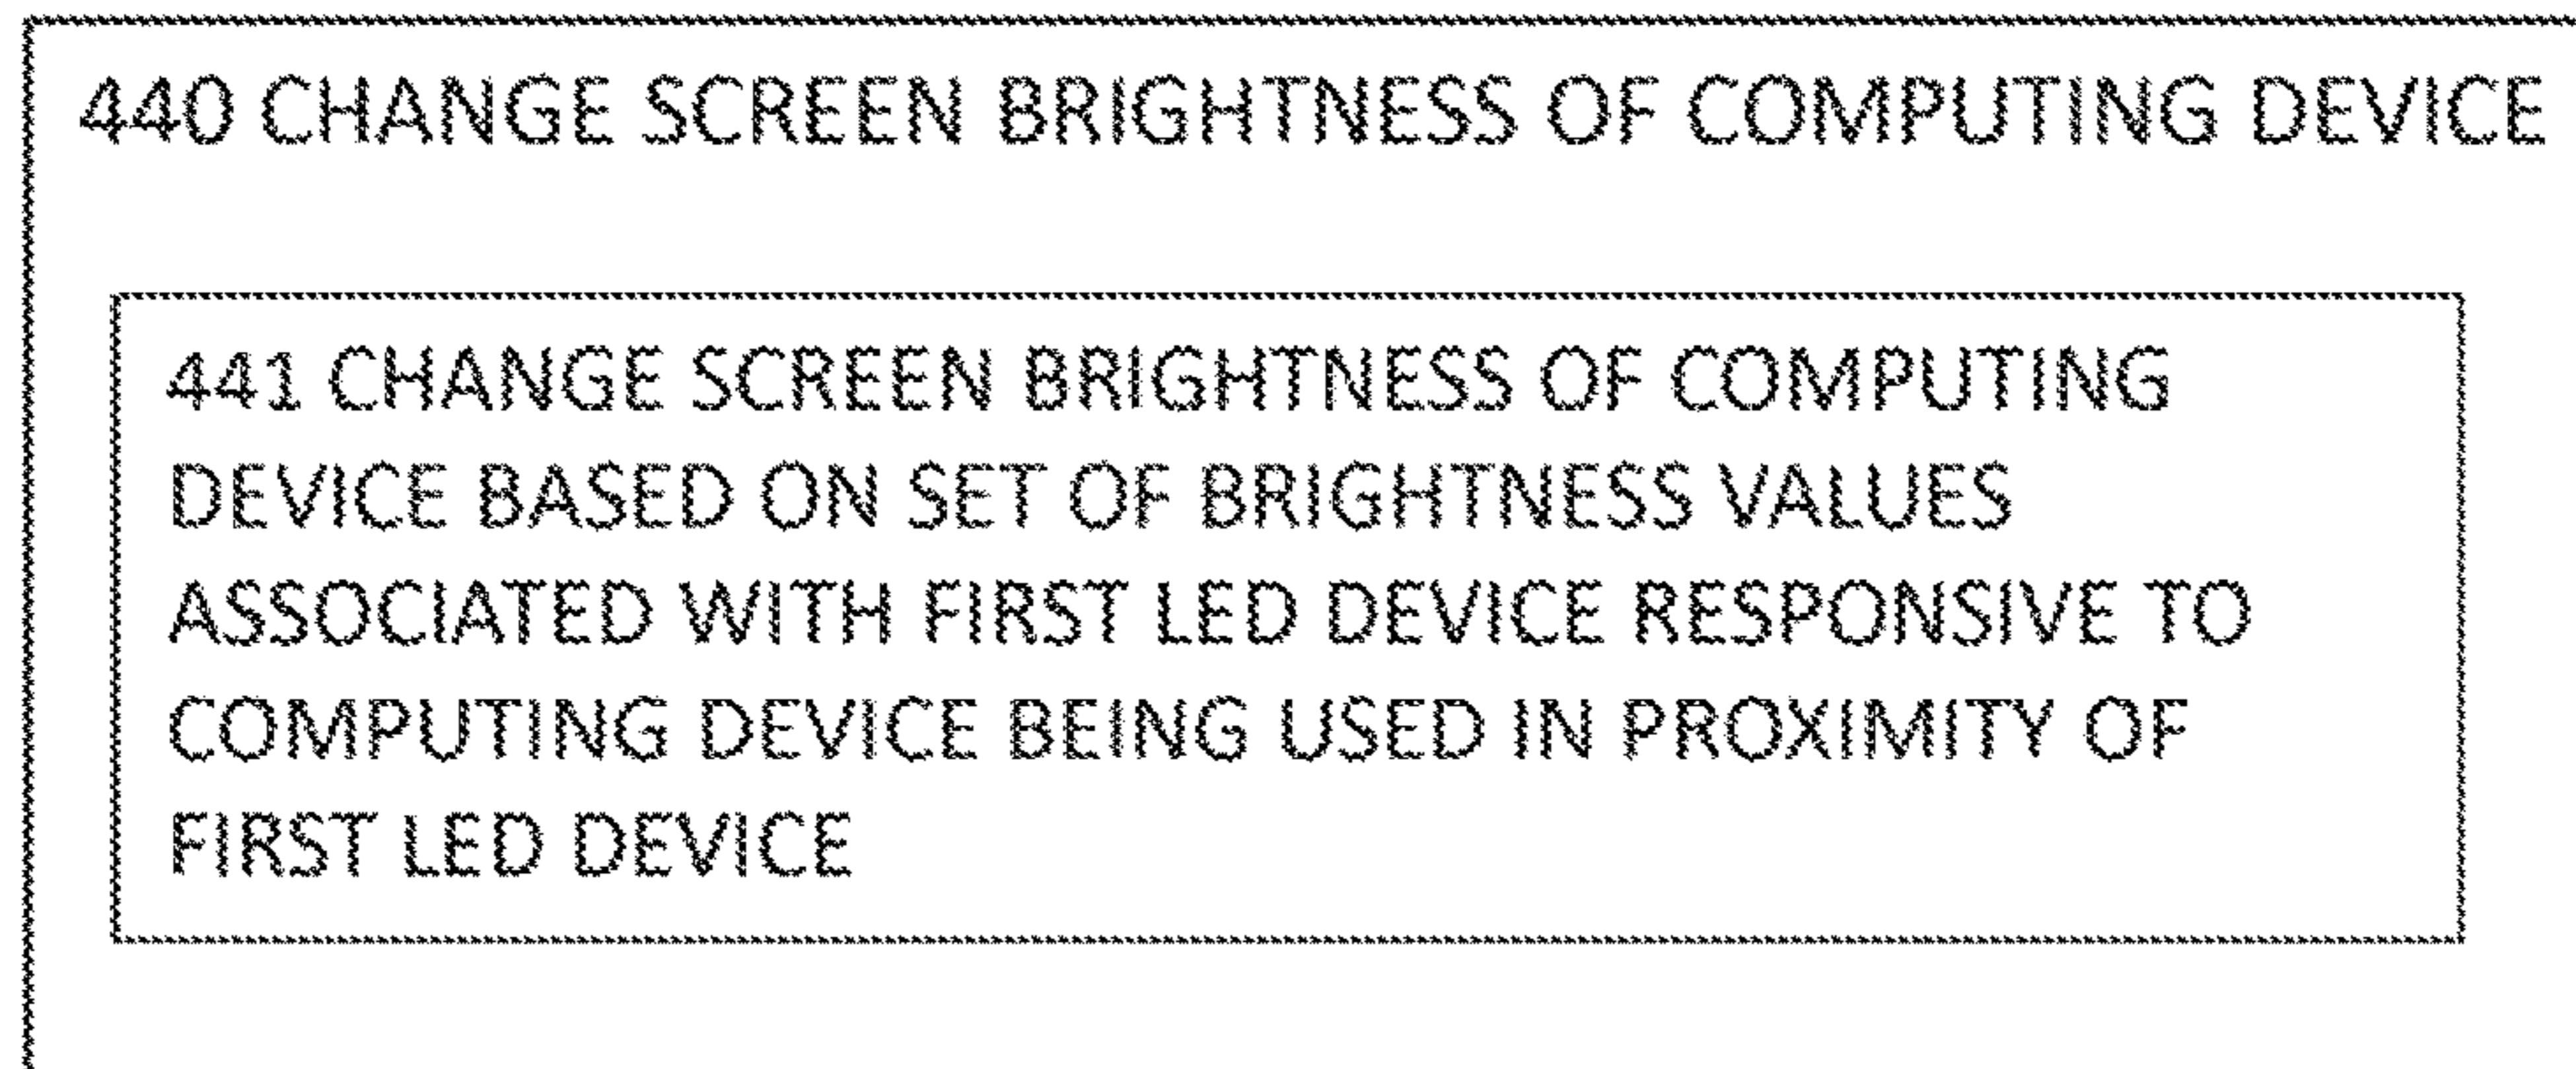 440 CHANGE SCREEN BRIGHTNESS OF COMPUTING DEVICE
441 CHANGE SCREEN BRIGHTNESS OF COMPUTING
DEVICE BASED ON SET OF BRIGHTNESS VALUES
ASSOCIATED WITH FIRST LED DEVICE RESPONSIVE TO
COMPUTING DEVICE BEING USED IN PROXIMITY OF
FIRST LED DEVICE